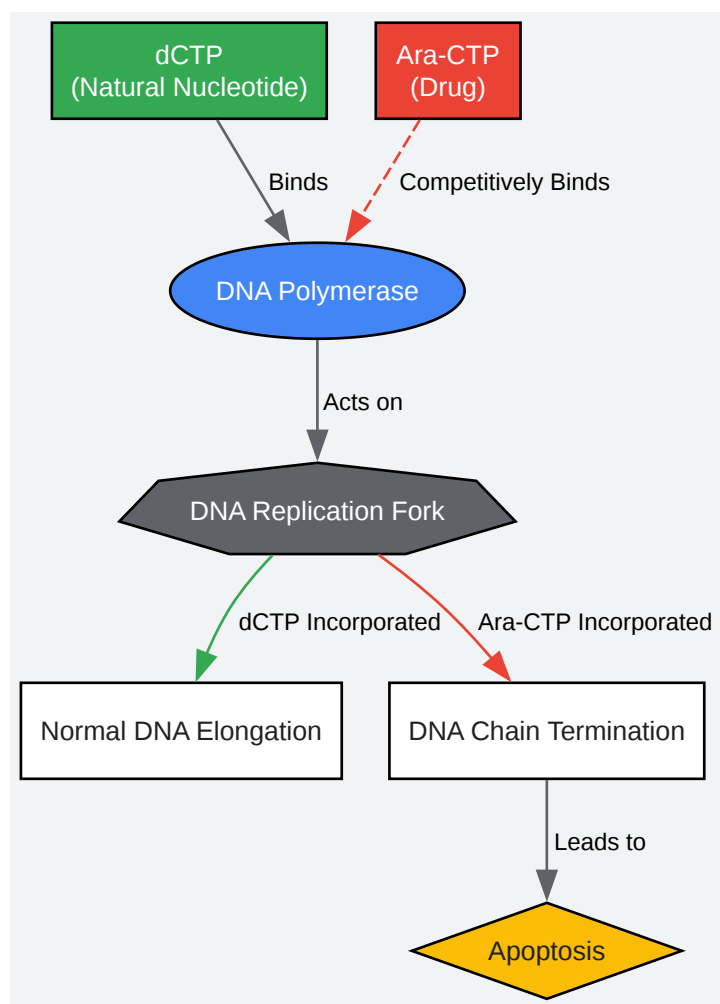 dCTP
(Natural Nucleotide)
Ara-CTP
(Drug)
Binds
Competitively Binds
DNA Polymerase
Acts on
DNA Replication Fork
dCTP Incorporated
Ara-CTP Incorporated
Normal DNA Elongation
DNA Chain Termination
Leads to
Apoptosis